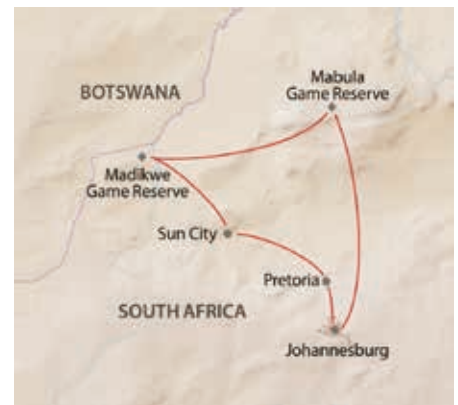 BOTSWANA
Mabula
Game Reserve
Madikwe
Game Reserve
Sun City
Pretoria
SOUTH AFRICA
Johannesburg